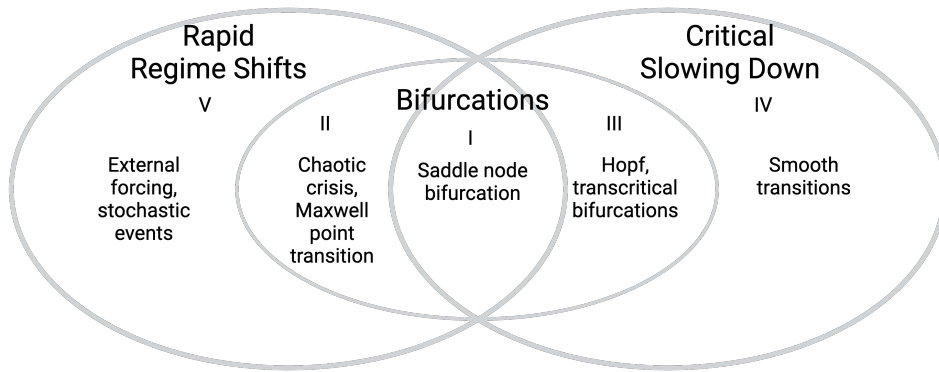 Rapid
Regime Shifts
V
External
forcing,
stochastic
events
II
Chaotic
crisis,
Maxwell
point
transition
Bifurcations
I
Saddle node
bifurcation
III
Hopf,
transcritical
bifurcations
Critical
Slowing Down
IV
Smooth
transitions